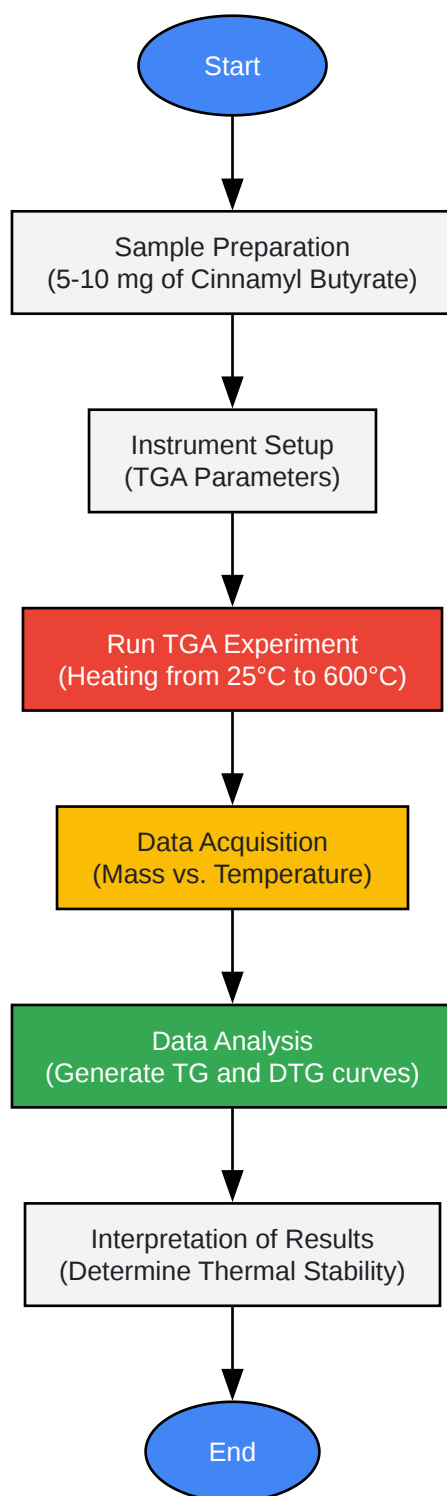 Start
Sample Preparation
(5-10 mg of Cinnamyl Butyrate)
Instrument Setup
(TGA Parameters)
Run TGA Experiment
(Heating from 25°C to 600°C)
Data Acquisition
(Mass vs. Temperature)
Data Analysis
(Generate TG and DTG curves)
Interpretation of Results
(Determine Thermal Stability)
End